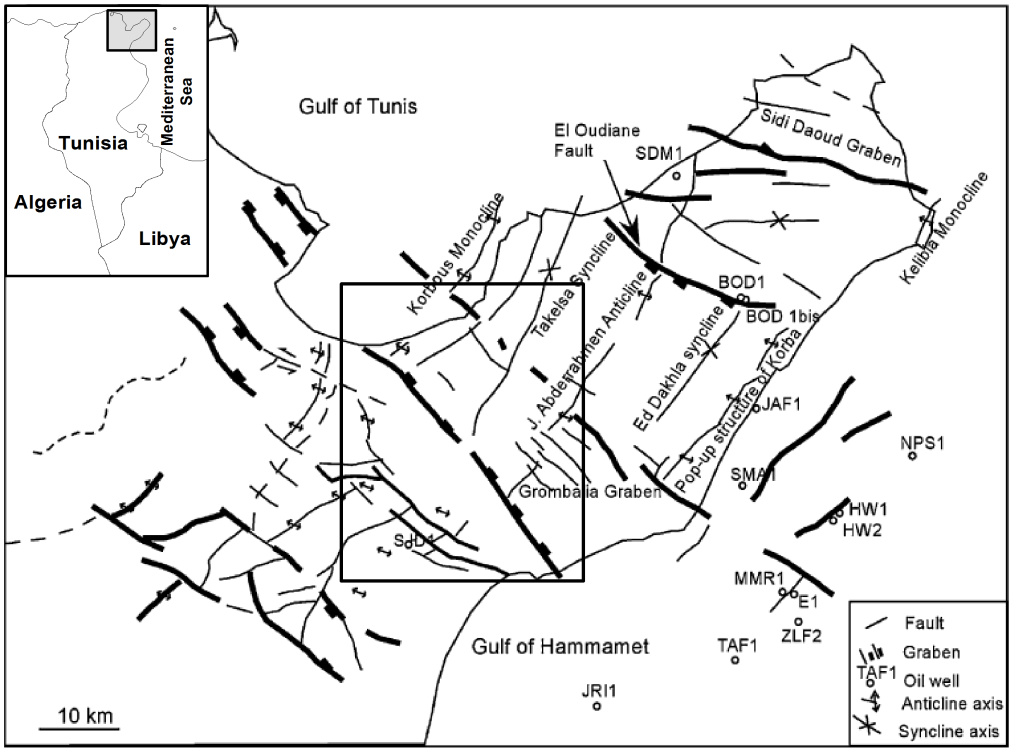 Gulf of Tunis
Mediterranean
Sea
Tunisia
Algeria
Libya
El Oudiane
Fault
SDM1
Sidi Daoud Graben
Korbous Monocline
Takelsa Syncline
J. Abderrahmen Anticline
Kelibia Monocline
BOD1
BOD 1bis
Ed Dakhla syncline
Pop-up structure of Korba
JAF1
NPS1
SMA1
Grombalia Graben
HW1
HW2
SJD1
MMR1
E1
ZLF2
TAF1
Gulf of Hammamet
JRI1
10 km
Fault
Graben
TAF1
Oil well
Anticline axis
Syncline axis